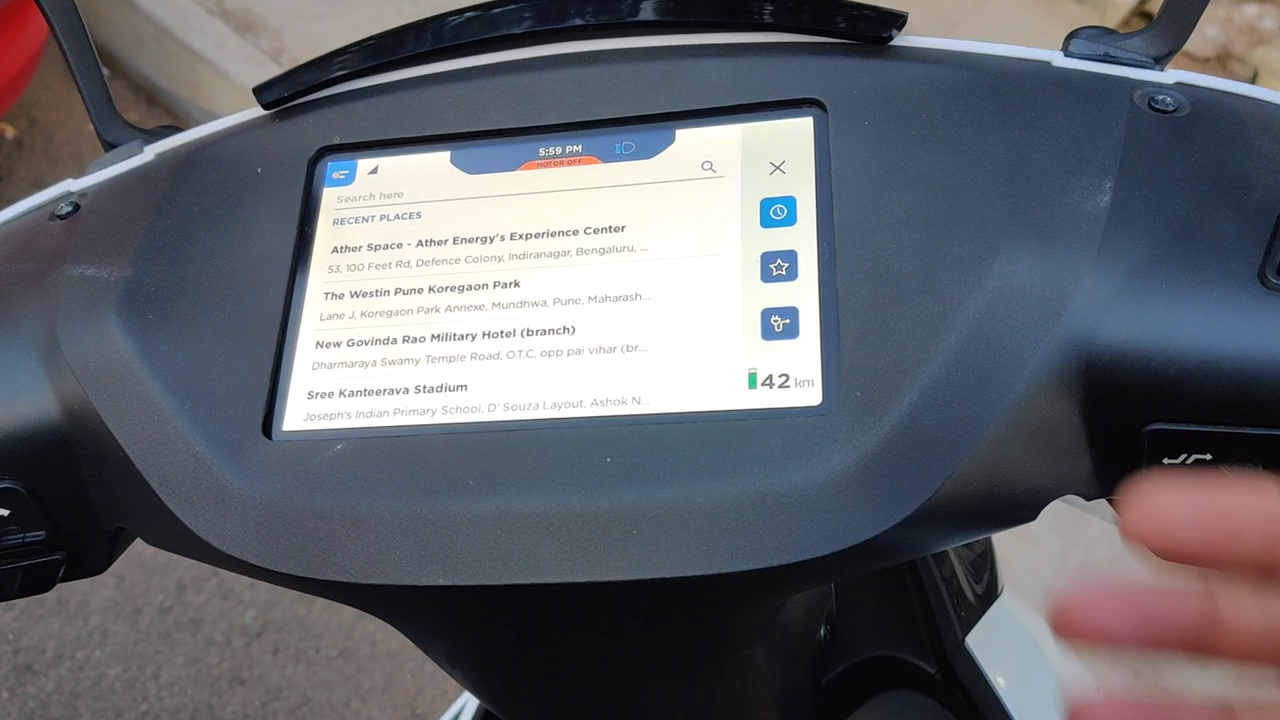 5:59 PM
MOTOR OFF
Search here
RECENT PLACES
Ather Space - Ather Energy's Experience Center
53, 100 Feet Rd, Defence Colony, Indiranagar, Bengaluru, ...
The Westin Pune Koregaon Park
Lane J, Koregaon Park Annexe, Mundhwa, Pune, Maharash...
New Govinda Rao Military Hotel (branch)
Dharmaraya Swamy Temple Road, O.T.C, opp pai vihar (br...
Sree Kanteerava Stadium
Joseph's Indian Primary School, D' Souza Layout, Ashok N...
42 km